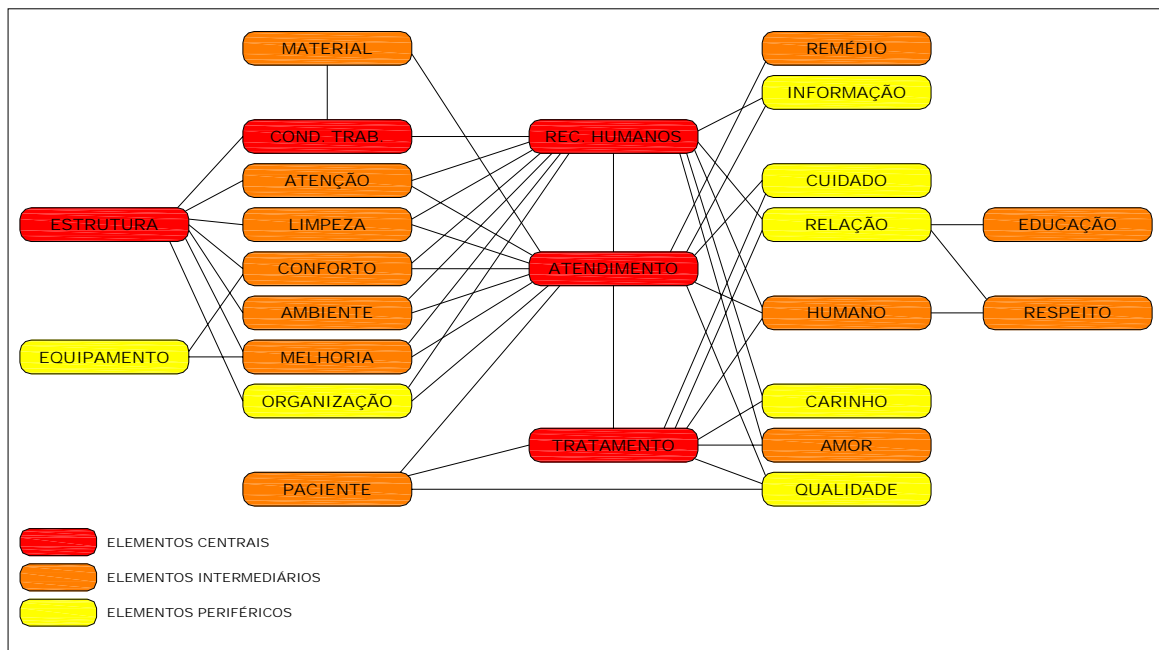 MATERIAL
REMÉDIO
INFORMAÇÃO
COND. TRAB.
REC. HUMANOS
ATENÇÃO
CUIDADO
ESTRUTURA
LIMPEZA
RELAÇÃO
EDUCAÇÃO
CONFORTO
ATENDIMENTO
AMBIENTE
HUMANO
RESPEITO
EQUIPAMENTO
MELHORIA
ORGANIZAÇÃO
CARINHO
TRATAMENTO
AMOR
PACIENTE
QUALIDADE
ELEMENTOS CENTRAIS
ELEMENTOS INTERMEDIÁRIOS
ELEMENTOS PERIFÉRICOS